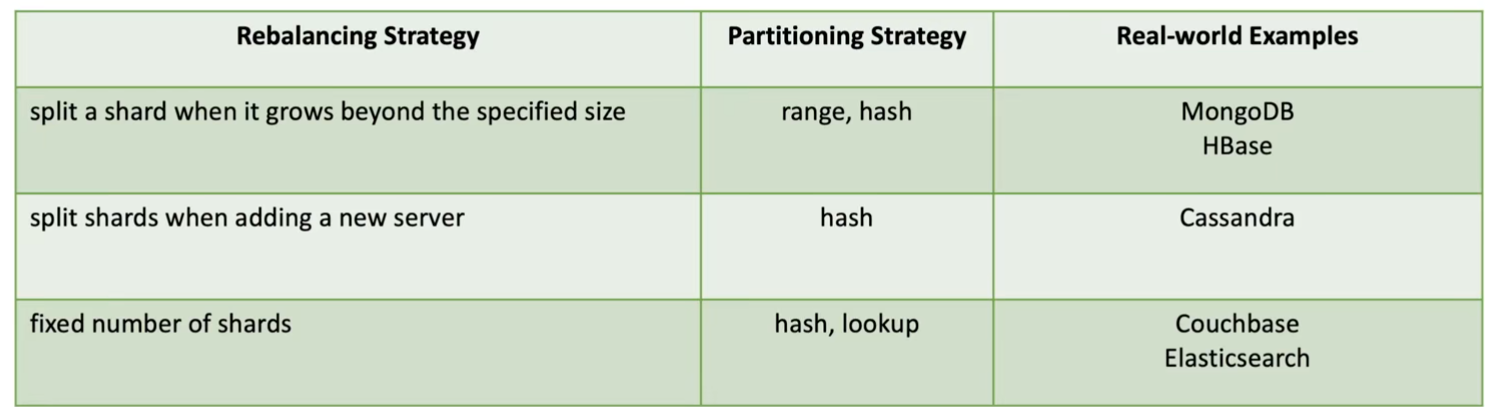 Rebalancing Strategy
Partitioning Strategy
Real-world Examples
split a shard when it grows beyond the specified size
range, hash
MongoDB
HBase
split shards when adding a new server
hash
Cassandra
fixed number of shards
hash, lookup
Couchbase
Elasticsearch